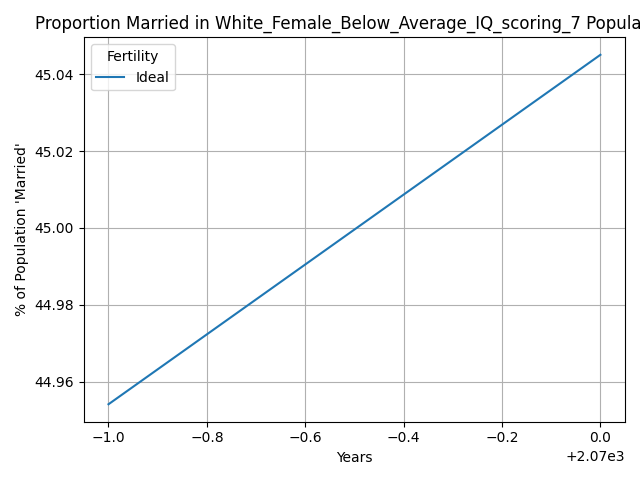 Proportion Married in White_Female_Below_Average_IQ_scoring_7 Popula
Fertility
Ideal
% of Population 'Married'
45.04
45.02
45.00
44.98
44.96
−1.0 −0.8 −0.6 −0.4 −0.2 0.0
Years
+2.07e3